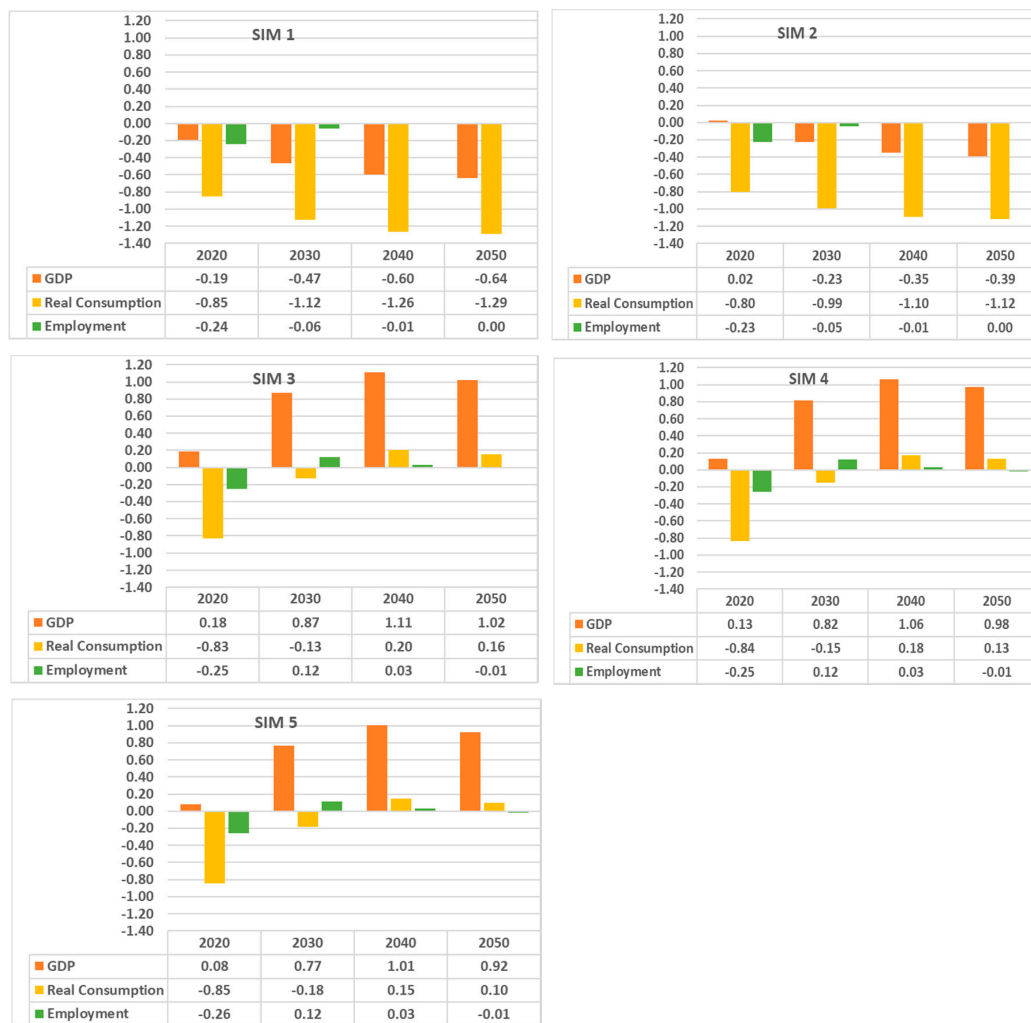 SIM 1
1.20
1.00
0.80
0.60
0.40
0.20
0.00
-0.20
-0.40
-0.60
-0.80
-1.00
-1.20
-1.40
2020 2030 2040 2050
GDP -0.19 -0.47 -0.60 -0.64
Real Consumption -0.85 -1.12 -1.26 -1.29
Employment -0.24 -0.06 -0.01 0.00
SIM 2
1.20
1.00
0.80
0.60
0.40
0.20
0.00
-0.20
-0.40
-0.60
-0.80
-1.00
-1.20
-1.40
2020 2030 2040 2050
GDP 0.02 -0.23 -0.35 -0.39
Real Consumption -0.80 -0.99 -1.10 -1.12
Employment -0.23 -0.05 -0.01 0.00
SIM 3
1.20
1.00
0.80
0.60
0.40
0.20
0.00
-0.20
-0.40
-0.60
-0.80
-1.00
-1.20
-1.40
2020 2030 2040 2050
GDP 0.18 0.87 1.11 1.02
Real Consumption -0.83 -0.13 0.20 0.16
Employment -0.25 0.12 0.03 -0.01
SIM 4
1.20
1.00
0.80
0.60
0.40
0.20
0.00
-0.20
-0.40
-0.60
-0.80
-1.00
-1.20
-1.40
2020 2030 2040 2050
GDP 0.13 0.82 1.06 0.98
Real Consumption -0.84 -0.15 0.18 0.13
Employment -0.25 0.12 0.03 -0.01
SIM 5
1.20
1.00
0.80
0.60
0.40
0.20
0.00
-0.20
-0.40
-0.60
-0.80
-1.00
-1.20
-1.40
2020 2030 2040 2050
GDP 0.08 0.77 1.01 0.92
Real Consumption -0.85 -0.18 0.15 0.10
Employment -0.26 0.12 0.03 -0.01